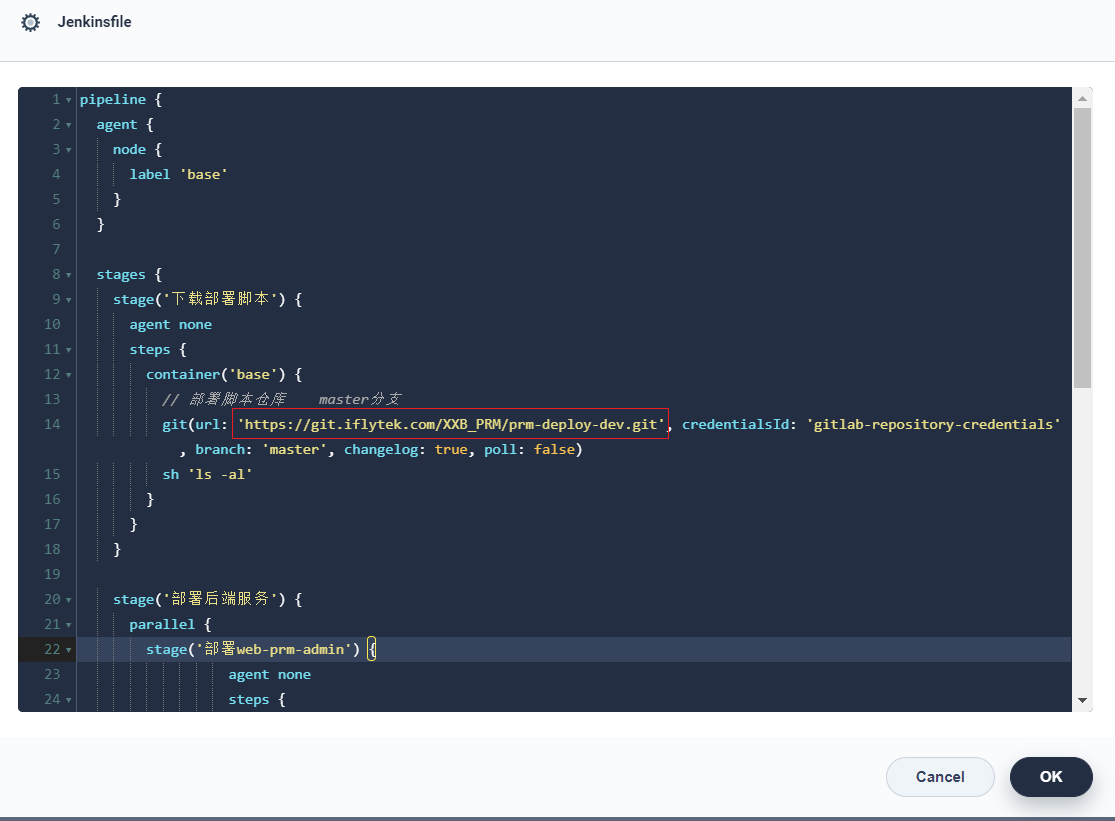 Jenkinsfile
1 pipeline {
2 agent {
3 node {
4 label 'base'
5 }
6 }
7
8 stages {
9 stage('下载部署脚本') {
10 agent none
11 steps {
12 container('base') {
13 // 部署脚本仓库    master分支
14 git(url: 'https://git.iflytek.com/XXB_PRM/prm-deploy-dev.git', credentialsId: 'gitlab-repository-credentials'
, branch: 'master', changelog: true, poll: false)
15 sh 'ls -al'
16 }
17 }
18 }
19
20 stage('部署后端服务') {
21 parallel {
22 stage('部署web-prm-admin') {
23 agent none
24 steps {
Cancel
OK